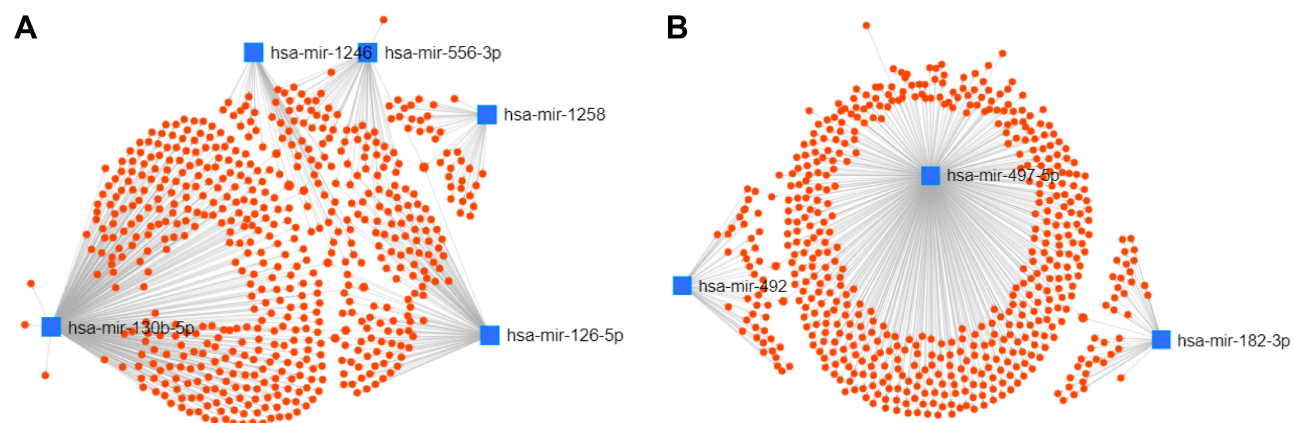 A
B
hsa-mir-1246
hsa-mir-556-3p
hsa-mir-1258
hsa-mir-130b-5p
hsa-mir-126-5p
hsa-mir-497-5p
hsa-mir-492
hsa-mir-182-3p